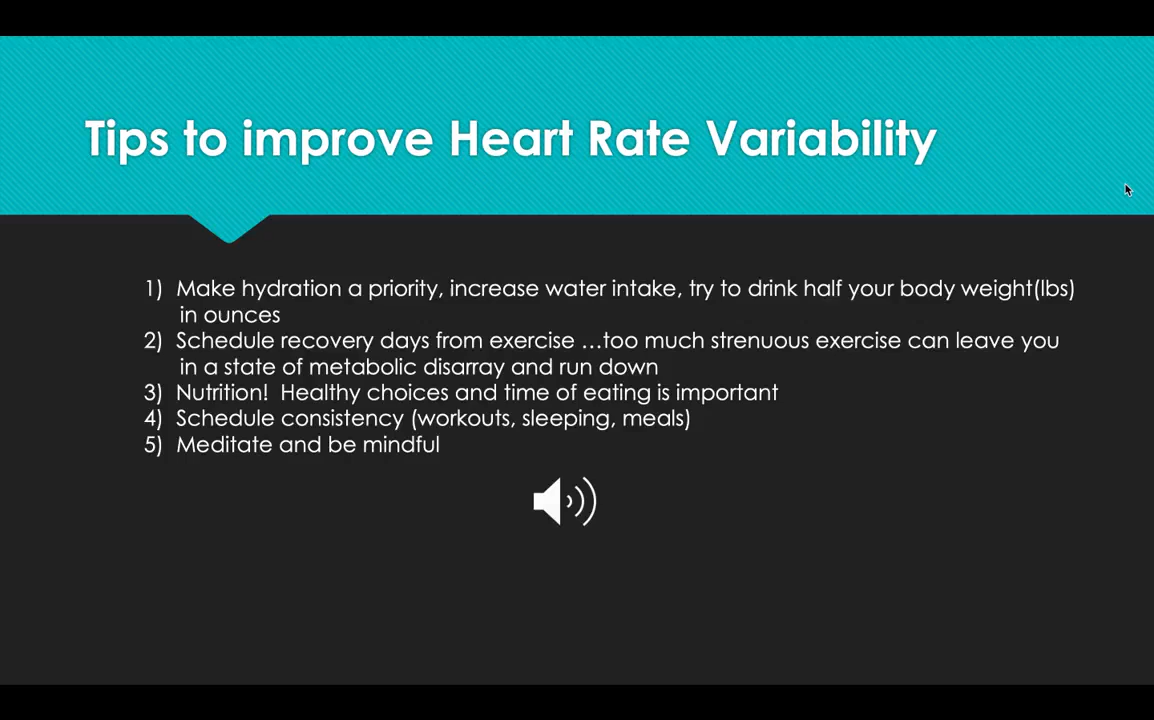 Tips to improve Heart Rate Variability
1) Make hydration a priority, increase water intake, try to drink half your body weight(lbs)
in ounces
2) Schedule recovery days from exercise ...too much strenuous exercise can leave you
in a state of metabolic disarray and run down
3) Nutrition!  Healthy choices and time of eating is important
4) Schedule consistency (workouts, sleeping, meals)
5) Meditate and be mindful